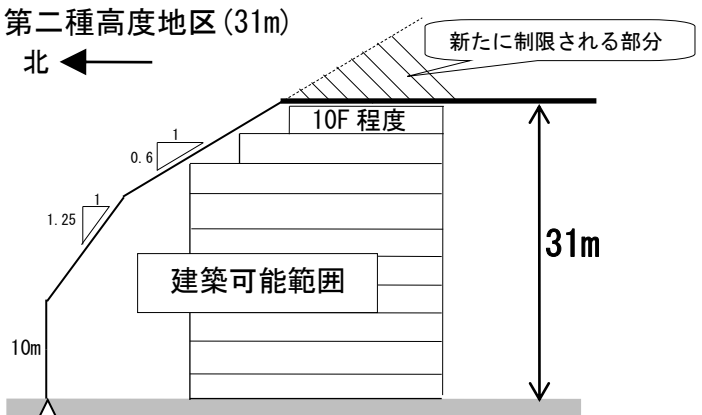 第二種高度地区(31m)
北
新たに制限される部分
10F 程度
1
0.6
1
1.25
31m
建築可能範囲
10m